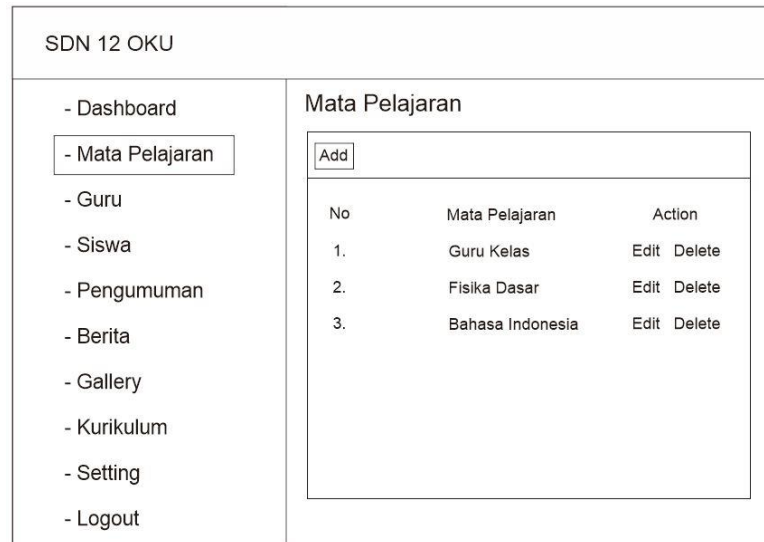 SDN 12 OKU
- Dashboard
- Mata Pelajaran
- Guru
- Siswa
- Pengumuman
- Berita
- Gallery
- Kurikulum
- Setting
- Logout
Mata Pelajaran
Add
No Mata Pelajaran Action
1. Guru Kelas Edit Delete
2. Fisika Dasar Edit Delete
3. Bahasa Indonesia Edit Delete